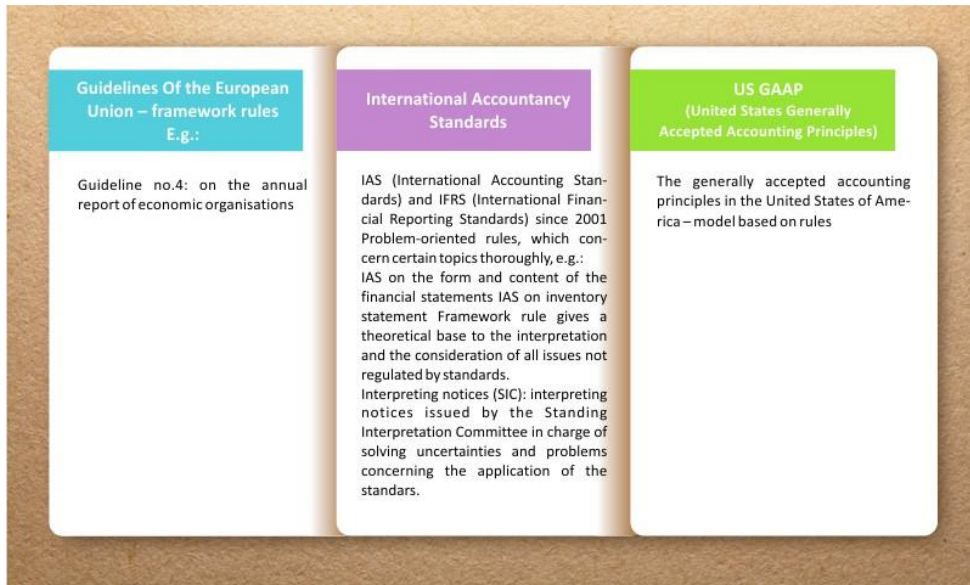 Guidelines Of the European
Union – framework rules
E.g.:
Guideline no.4: on the annual
report of economic organisations
International Accountancy
Standards
IAS (International Accounting Stan-
dards) and IFRS (International Finan-
cial Reporting Standards) since 2001
Problem-oriented rules, which con-
cern certain topics thoroughly, e.g.:
IAS on the form and content of the
financial statements IAS on inventory
statement Framework rule gives a
theoretical base to the interpretation
and the consideration of all issues not
regulated by standards.
Interpreting notices (SIC): interpreting
notices issued by the Standing
Interpretation Committee in charge of
solving uncertainties and problems
concerning the application of the
standars.
US GAAP
(United States Generally
Accepted Accounting Principles)
The generally accepted accounting
principles in the United States of Ame-
rica – model based on rules